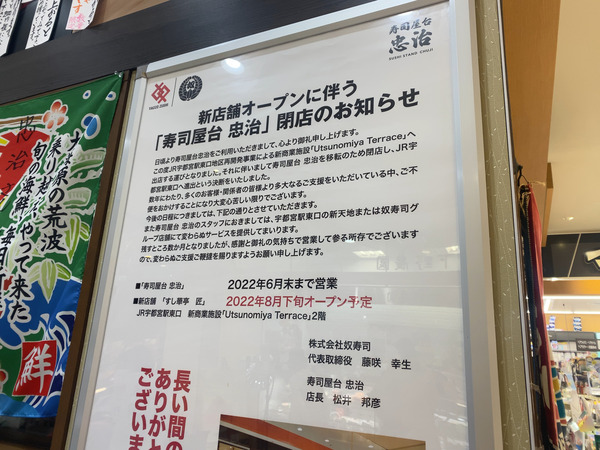 寿司屋台
忠治
SUSHI STAND CHUJI
新店舗オープンに伴う
「寿司屋台 忠治」閉店のお知らせ
日頃より寿司屋台忠治をご利用いただきまして、心より御礼申し上げます。
この度、JR宇都宮駅東口地区再開発事業による新商業施設「Utsunomiya Terrace」へ
出店する運びとなりました。それに伴いまして寿司屋台 忠治を移転のため閉店し、JR宇
都宮駅東口へ進出という決断をいたしました。
数年にわたり、多くのお客様・関係者の皆様より多大なるご支援をいただいている中、ご不
便をおかけすることになり大変心苦しい限りでございます。
今後の日程につきましては、下記の通りとさせていただきます。
また寿司屋台 忠治のスタッフにおきましては、宇都宮駅東口の新天地または奴寿司グ
ループ店舗にて変わらぬサービスを提供してまいります。
残すところ数か月となりましたが、感謝と御礼の気持ちで営業して参る所存でございます
ので、変わらぬご支援ご鞭撻を賜りますようお願い申し上げます。
■「寿司屋台 忠治」 2022年6月末まで営業
■新店舗 「すし華亭 匠」 2022年8月下旬オープン予定
JR宇都宮駅東口 新商業施設「Utsunomiya Terrace」2階
株式会社奴寿司
代表取締役 藤咲 幸生
寿司屋台 忠治
店長 松井 邦彦
長い間の
ありがと
ございま
荒波
旬の海鮮
やって来た
毎日
鮮